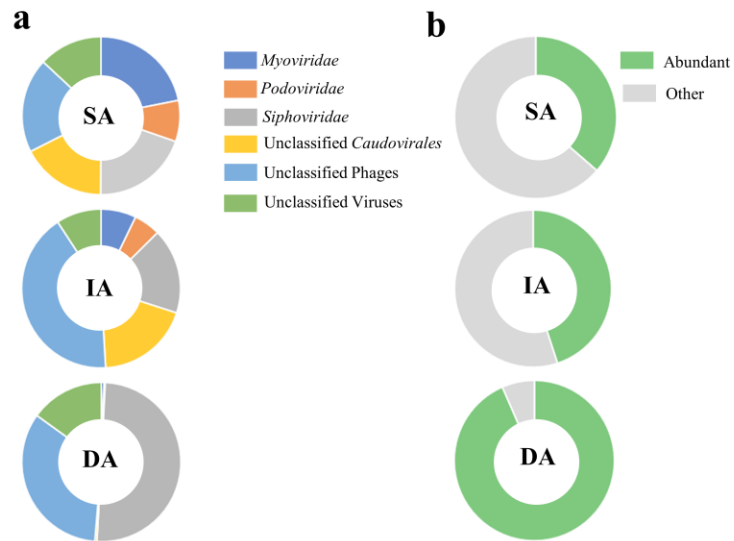 a
SA
Myoviridae
Podoviridae
Siphoviridae
Unclassified Caudovirales
Unclassified Phages
Unclassified Viruses
IA
DA
b
SA
Abundant
Other
IA
DA